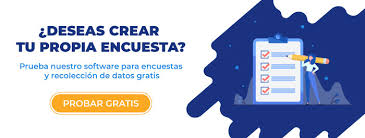 ¿DESEAS CREAR
TU PROPIA ENCUESTA?
Prueba nuestro software para encuestas
y recolección de datos gratis
PROBAR GRATIS